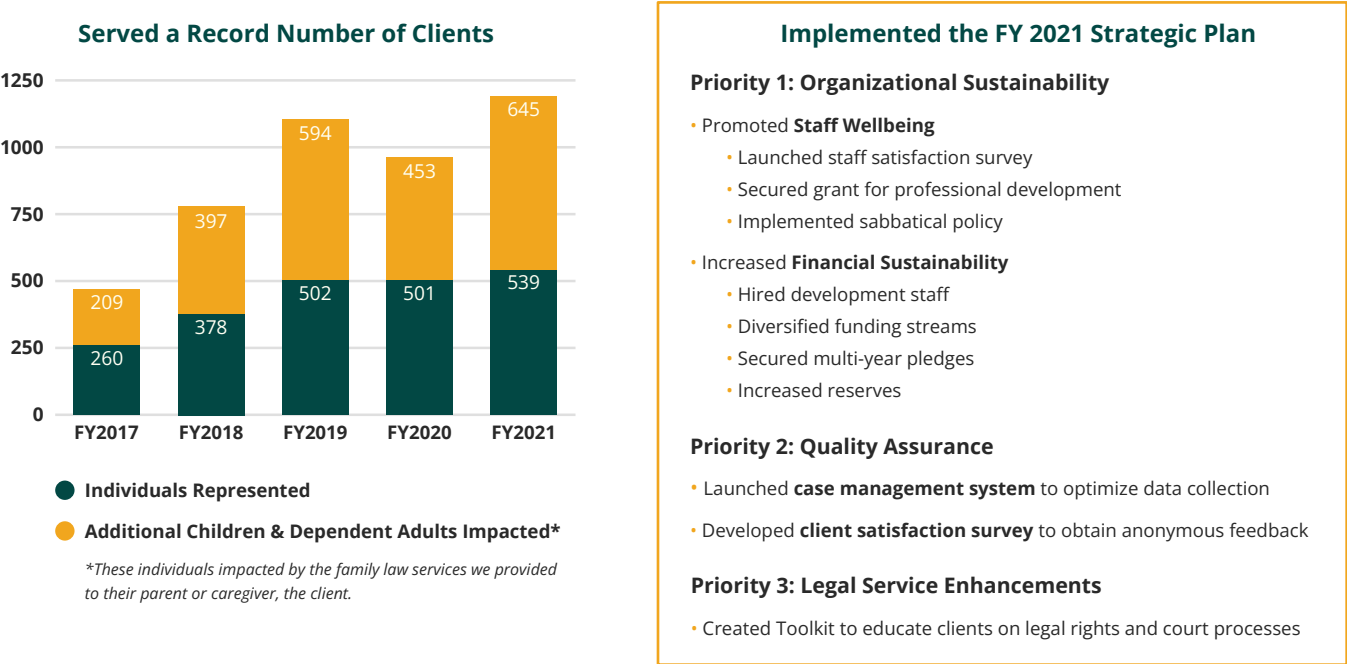 Served a Record Number of Clients
1250
1000
750
500
250
0
645
594
453
397
209
539
502
501
378
260
FY2017 FY2018 FY2019 FY2020 FY2021
Individuals Represented
Additional Children & Dependent Adults Impacted*
*These individuals impacted by the family law services we provided
to their parent or caregiver, the client.
Implemented the FY 2021 Strategic Plan
Priority 1: Organizational Sustainability
• Promoted Staff Wellbeing
• Launched staff satisfaction survey
• Secured grant for professional development
• Implemented sabbatical policy
• Increased Financial Sustainability
• Hired development staff
• Diversified funding streams
• Secured multi-year pledges
• Increased reserves
Priority 2: Quality Assurance
• Launched case management system to optimize data collection
• Developed client satisfaction survey to obtain anonymous feedback
Priority 3: Legal Service Enhancements
• Created Toolkit to educate clients on legal rights and court processes